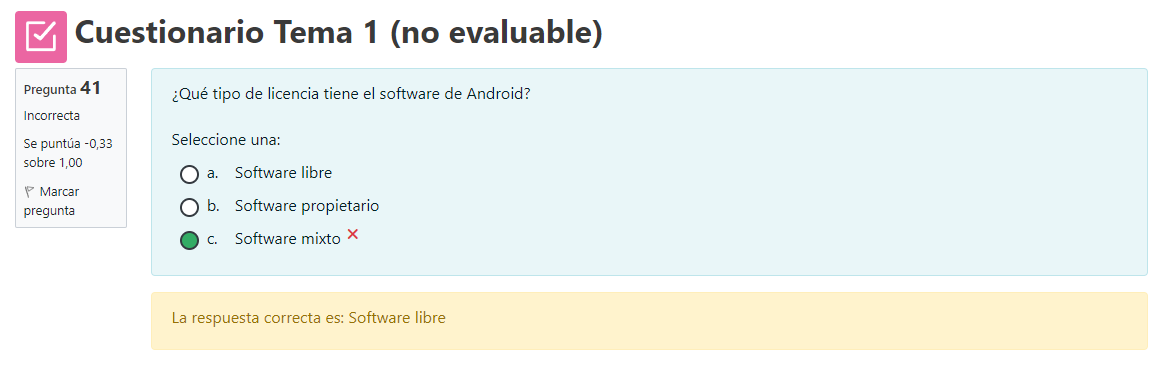 Cuestionario Tema 1 (no evaluable)
Pregunta 41
Incorrecta
Se puntúa -0,33
sobre 1,00
Marcar
pregunta
¿Qué tipo de licencia tiene el software de Android?
Seleccione una:
a. Software libre
b. Software propietario
c. Software mixto
La respuesta correcta es: Software libre